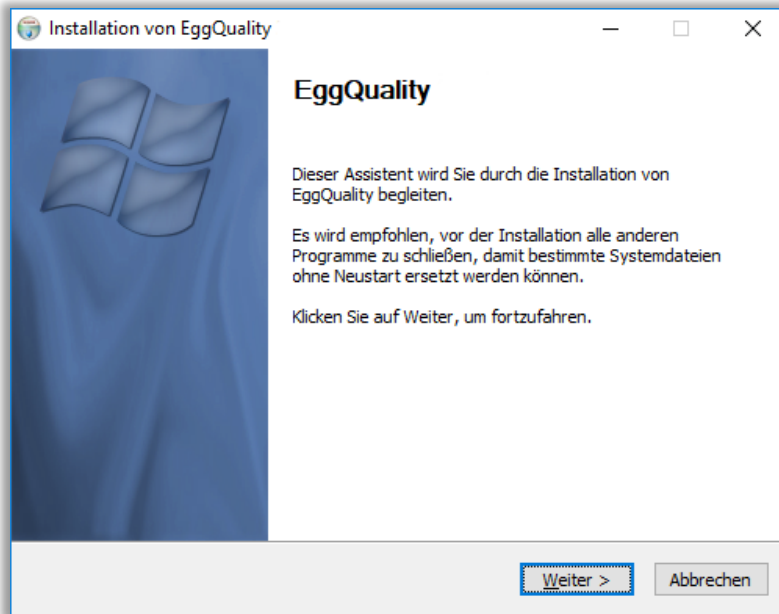 Installation von EggQuality
EggQuality
Dieser Assistent wird Sie durch die Installation von
EggQuality begleiten.
Es wird empfohlen, vor der Installation alle anderen
Programme zu schließen, damit bestimmte Systemdateien
ohne Neustart ersetzt werden können.
Klicken Sie auf Weiter, um fortzufahren.
Weiter >
Abbrechen